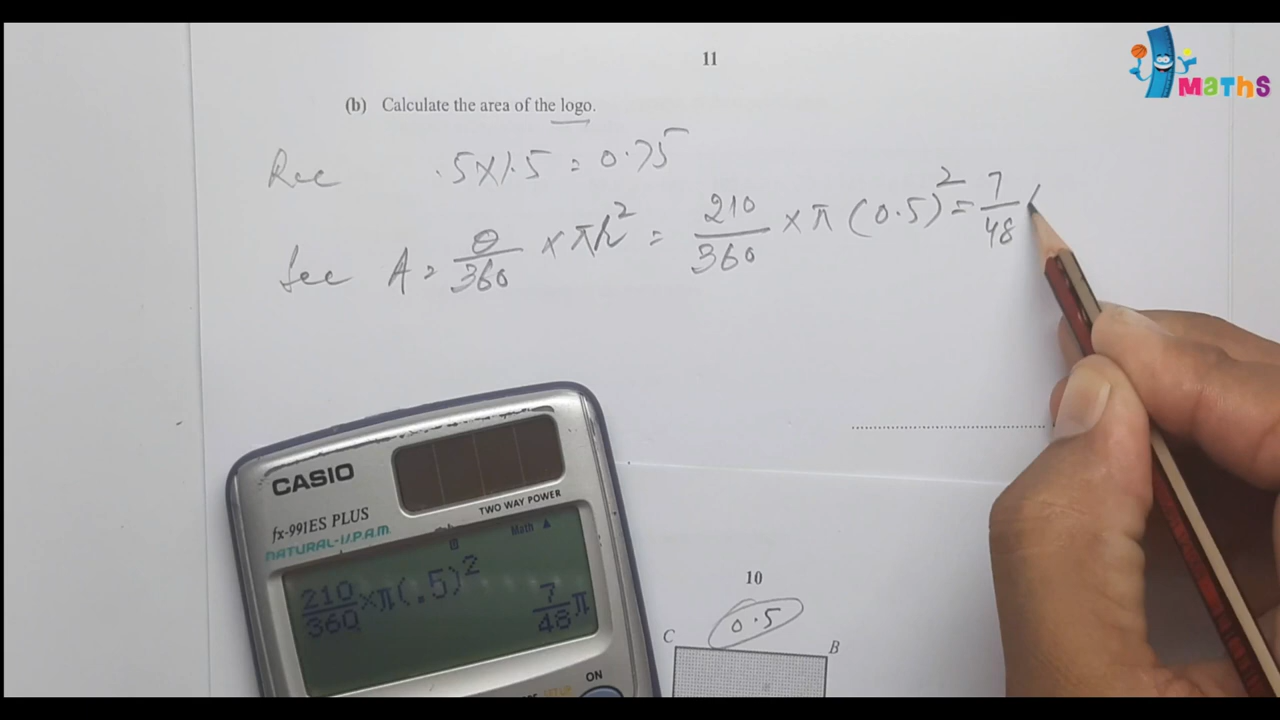 11
MATHS
(b) Calculate the area of the logo.
Rec .5×1.5 = 0.75
Sec A = θ/360 × πr² = 210/360 × π (0.5)² = 7/48
CASIO
fx-991ES PLUS
NATURAL-V.P.A.M.
TWO WAY POWER
Math ▲
210/360×π(.5)² 7/48π
ON
10
0.5
C B